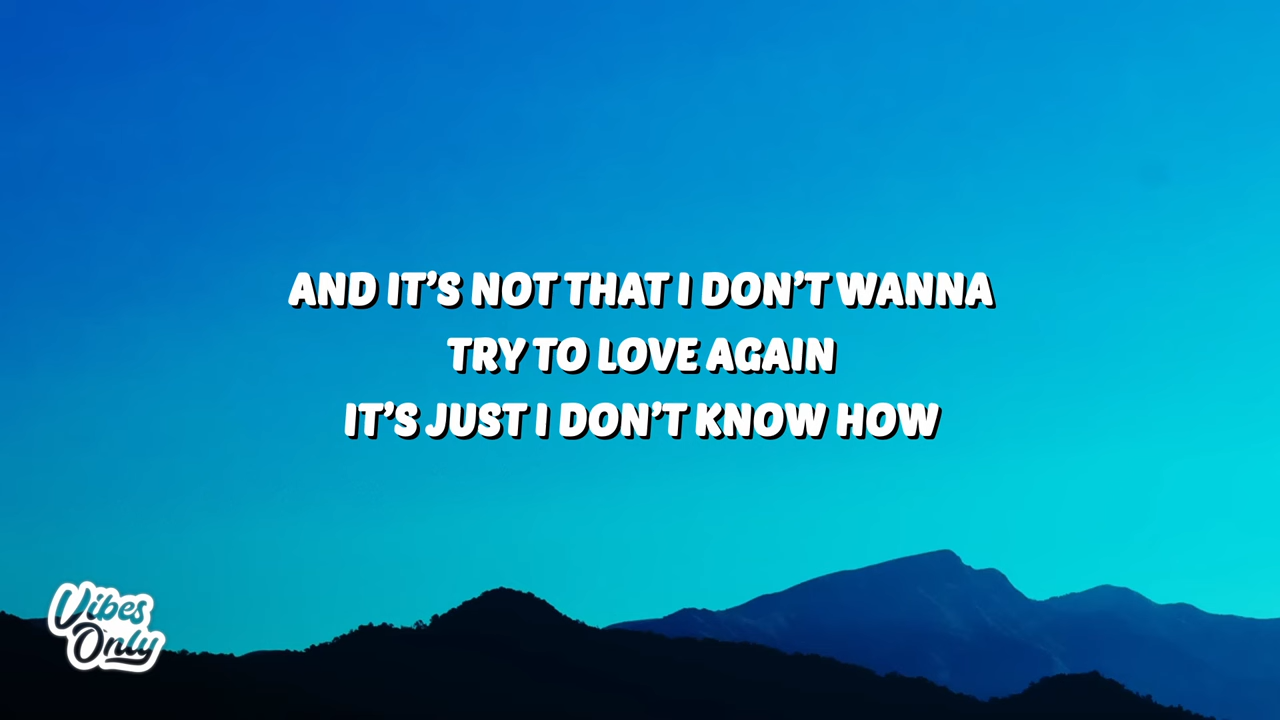 AND IT'S NOT THAT I DON'T WANNA
TRY TO LOVE AGAIN
IT'S JUST I DON'T KNOW HOW
Vibes
Only